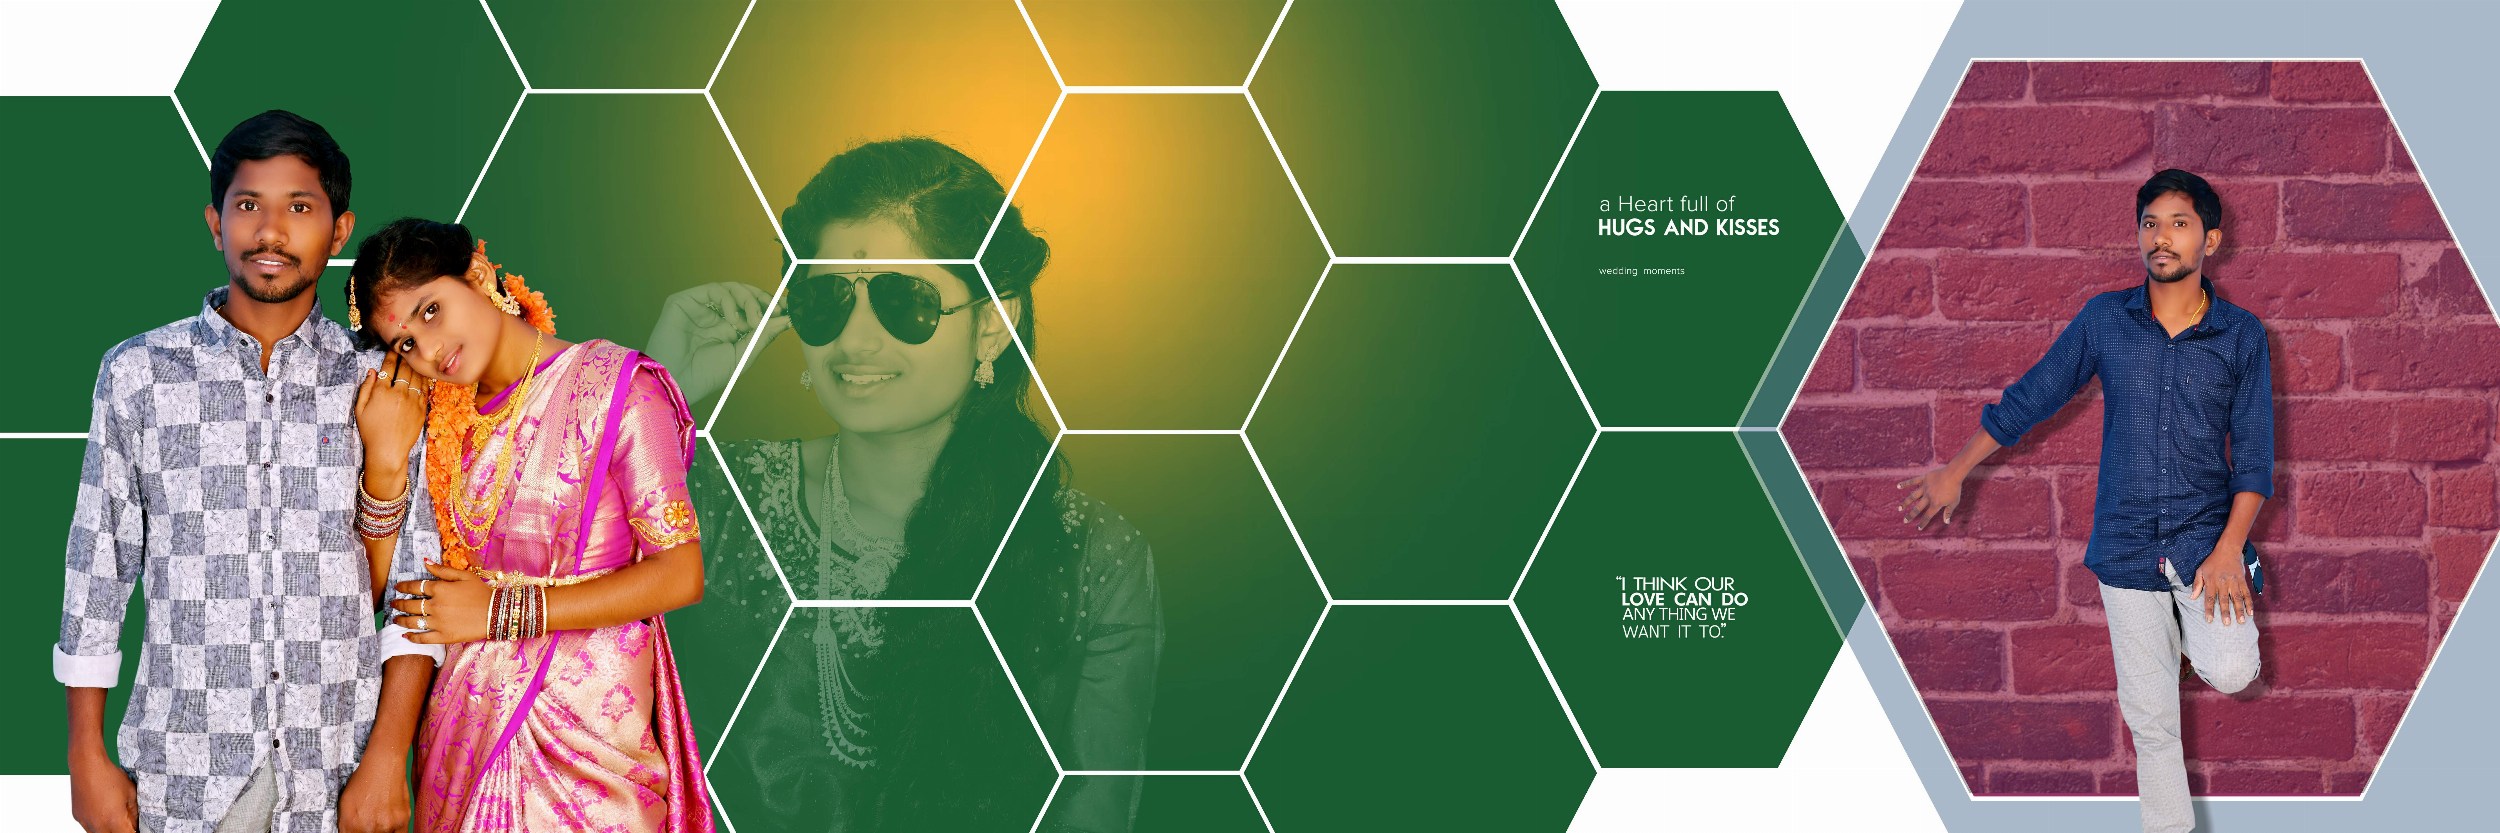 a Heart full of
HUGS AND KISSES
wedding moments
“I THINK OUR
LOVE CAN DO
ANY THING WE
WANT IT TO.”